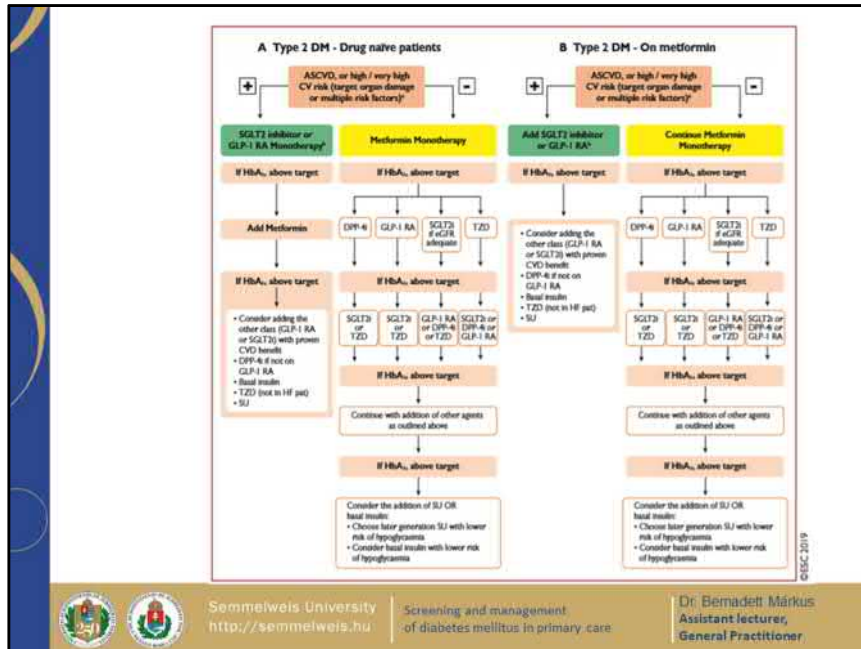 A Type 2 DM - Drug naïve patients
+
ASCVD, or high / very high
CV risk (target organ damage
or multiple risk factors)ᵃ
-
SGLT2 inhibitor or
GLP-1 RA Monotherapyᵇ
Metformin Monotherapy
If HbA₁c above target
If HbA₁c above target
Add Metformin
DPP-4i
GLP-1 RA
SGLT2i
if eGFR
adequate
TZD
If HbA₁c above target
If HbA₁c above target
• Consider adding the
other class (GLP-1 RA
or SGLT2i) with proven
CVD benefit
• DPP-4i if not on
GLP-1 RA
• Basal insulin
• TZD (not in HF pat)
• SU
SGLT2i
or
TZD
SGLT2i
or
TZD
GLP-1 RA
or DPP-4i
or TZD
SGLT2i or
DPP-4i or
GLP-1 RA
If HbA₁c above target
Continue with addition of other agents
as outlined above
If HbA₁c above target
Consider the addition of SU OR
basal insulin:
• Choose later generation SU with lower
risk of hypoglycaemia
• Consider basal insulin with lower risk
of hypoglycaemia
B Type 2 DM - On metformin
+
ASCVD, or high / very high
CV risk (target organ damage
or multiple risk factors)ᵃ
-
Add SGLT2 inhibitor
or GLP-1 RAᵇ
Continue Metformin
Monotherapy
If HbA₁c above target
If HbA₁c above target
• Consider adding the
other class (GLP-1 RA
or SGLT2i) with proven
CVD benefit
• DPP-4i if not on
GLP-1 RA
• Basal insulin
• TZD (not in HF pat)
• SU
DPP-4i
GLP-1 RA
SGLT2i
if eGFR
adequate
TZD
If HbA₁c above target
SGLT2i
or
TZD
SGLT2i
or
TZD
GLP-1 RA
or DPP-4i
or TZD
SGLT2i or
DPP-4i or
GLP-1 RA
If HbA₁c above target
Continue with addition of other agents
as outlined above
If HbA₁c above target
Consider the addition of SU OR
basal insulin:
• Choose later generation SU with lower
risk of hypoglycaemia
• Consider basal insulin with lower risk
of hypoglycaemia
©ESC 2019
250
Semmelweis University
http://semmelweis.hu
Screening and management
of diabetes mellitus in primary care
Dr. Bernadett Márkus
Assistant lecturer,
General Practitioner